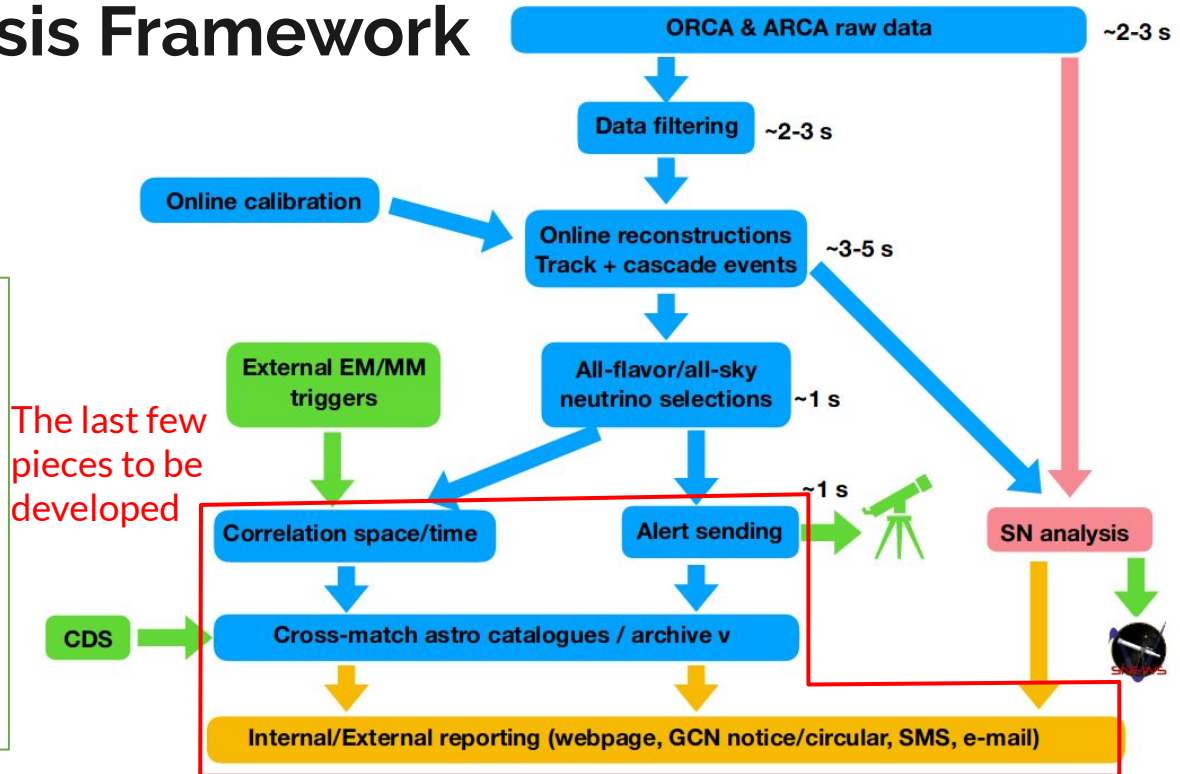 sis Framework
ORCA & ARCA raw data
~2-3 s
Data filtering
~2-3 s
Online calibration
Online reconstructions
Track + cascade events
~3-5 s
External EM/MM
triggers
All-flavor/all-sky
neutrino selections
~1 s
The last few
pieces to be
developed
~1 s
Correlation space/time
Alert sending
SN analysis
CDS
Cross-match astro catalogues / archive ν
SNEWS
Internal/External reporting (webpage, GCN notice/circular, SMS, e-mail)